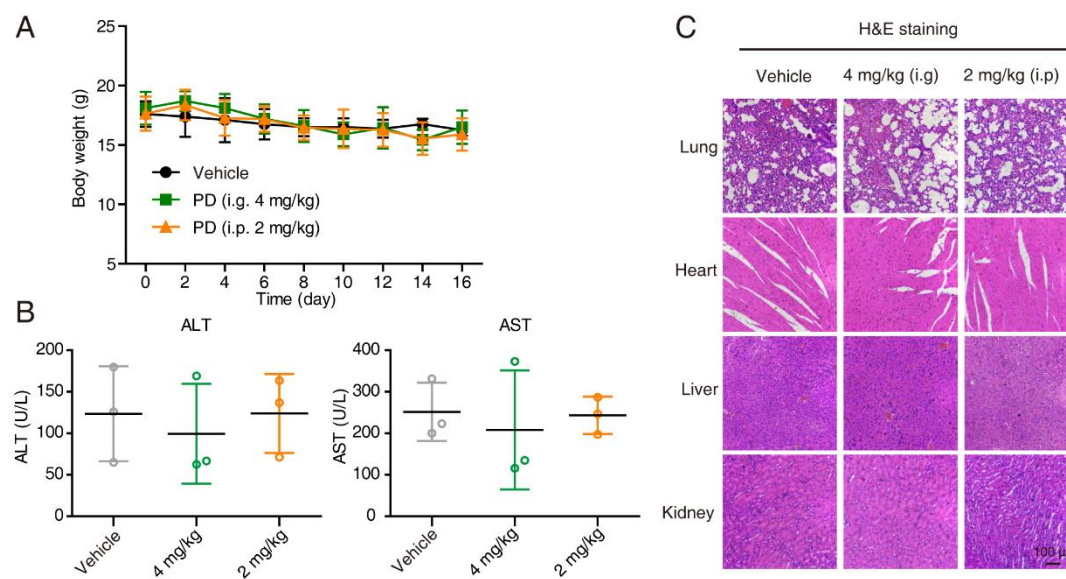 A
Body weight (g)
25
20
15
10
5
Vehicle
PD (i.g. 4 mg/kg)
PD (i.p. 2 mg/kg)
0 2 4 6 8 10 12 14 16
Time (day)
B
ALT
ALT (U/L)
200
150
100
50
0
Vehicle
4 mg/kg
2 mg/kg
AST
AST (U/L)
400
300
200
100
0
Vehicle
4 mg/kg
2 mg/kg
C
H&E staining
Vehicle 4 mg/kg (i.g) 2 mg/kg (i.p)
Lung
Heart
Liver
Kidney
100 µ